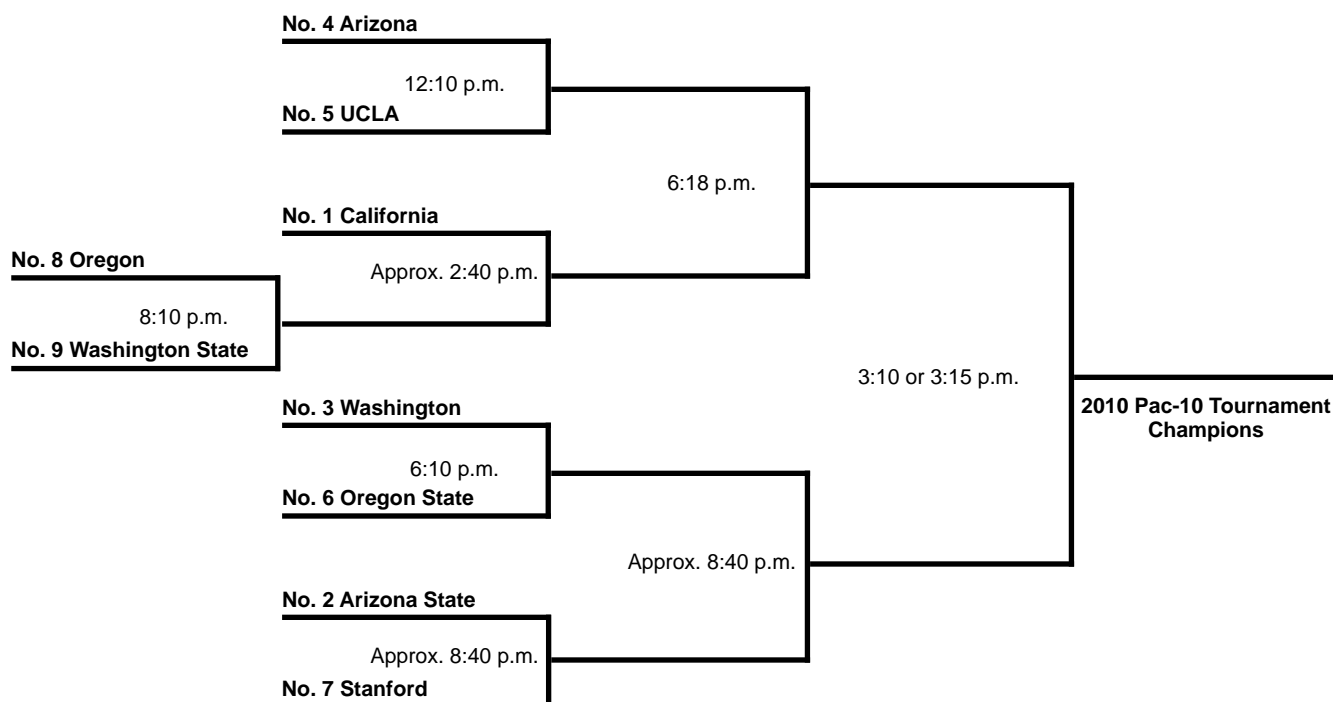 No. 4 Arizona
12:10 p.m.
No. 5 UCLA
6:18 p.m.
No. 1 California
No. 8 Oregon
Approx. 2:40 p.m.
8:10 p.m.
No. 9 Washington State
3:10 or 3:15 p.m.
2010 Pac-10 Tournament
Champions
No. 3 Washington
6:10 p.m.
No. 6 Oregon State
Approx. 8:40 p.m.
No. 2 Arizona State
Approx. 8:40 p.m.
No. 7 Stanford